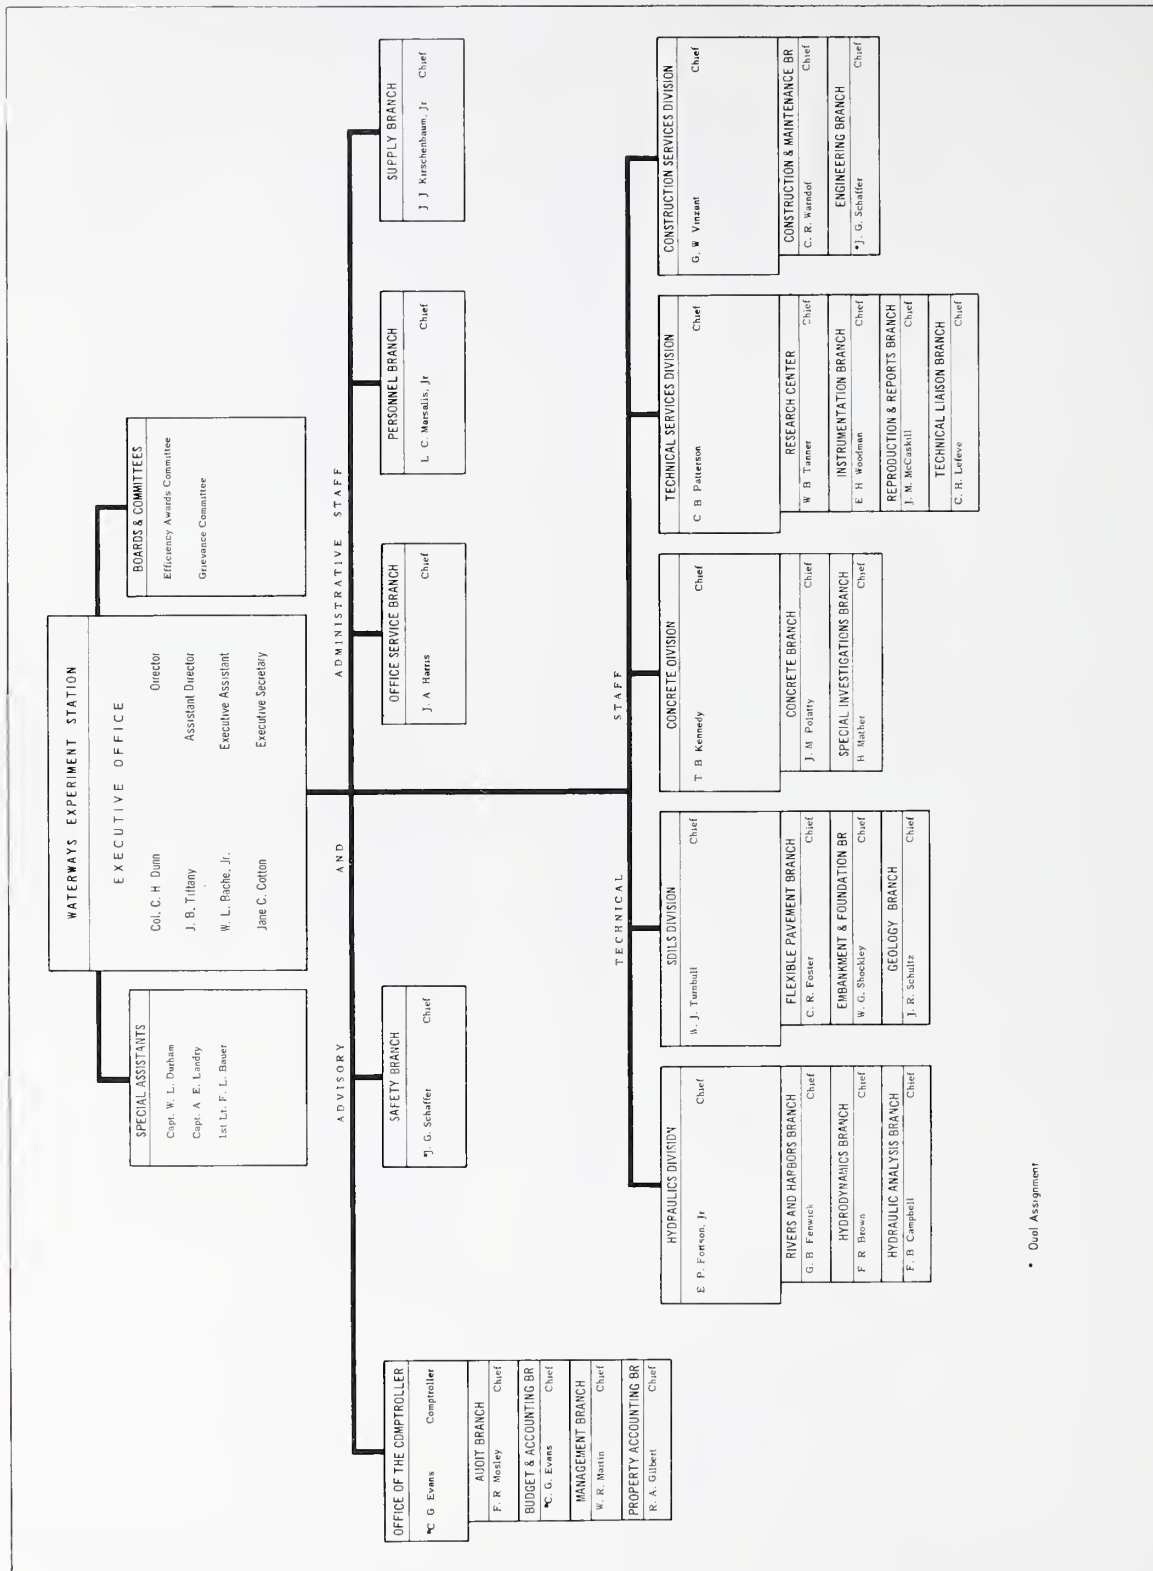 WATERWAYS EXPERIMENT STATION
EXECUTIVE OFFICE
Col. C. H Dunn Director
J. B. Tiffany Assistant Director
W. L. Bache, Jr. Executive Assistant
Jane C. Cotton Executive Secretary
SPECIAL ASSISTANTS
Capt. W. L. Durham
Capt. A E. Landry
1st Lt. F. L. Bauer
BOARDS & COMMITTEES
Efficiency Awards Committee
Grievance Committee
ADVISORY AND ADMINISTRATIVE STAFF
OFFICE OF THE COMPTROLLER
*C G Evans Comptroller
AUDIT BRANCH
F. R Mosley Chief
BUDGET & ACCOUNTING BR
*C. G. Evans Chief
MANAGEMENT BRANCH
W. R. Martin Chief
PROPERTY ACCOUNTING BR
R. A. Gilbert Chief
SAFETY BRANCH
*J. G. Schaffer Chief
OFFICE SERVICE BRANCH
J. A Harris Chief
PERSONNEL BRANCH
L C. Marsalis, Jr Chief
SUPPLY BRANCH
J J Kirschenbaum, Jr Chief
TECHNICAL STAFF
HYDRAULICS DIVISION
E P. Fortson, Jr Chief
RIVERS AND HARBORS BRANCH
G. B Fenwick Chief
HYDRODYNAMICS BRANCH
F R Brown Chief
HYDRAULIC ANALYSIS BRANCH
F. B Campbell Chief
SOILS DIVISION
W. J. Turnbull Chief
FLEXIBLE PAVEMENT BRANCH
C. R. Foster Chief
EMBANKMENT & FOUNDATION BR
W. G. Shockley Chief
GEOLOGY BRANCH
J. R. Schultz Chief
CONCRETE DIVISION
T B Kennedy Chief
CONCRETE BRANCH
J. M Polatty Chief
SPECIAL INVESTIGATIONS BRANCH
H Mather Chief
TECHNICAL SERVICES DIVISION
C B Patterson Chief
RESEARCH CENTER
W B Tanner Chief
INSTRUMENTATION BRANCH
E H Woodman Chief
REPRODUCTION & REPORTS BRANCH
J. M. McCaskill Chief
TECHNICAL LIAISON BRANCH
C. H. Lefeve Chief
CONSTRUCTION SERVICES DIVISION
G. W Vinzant Chief
CONSTRUCTION & MAINTENANCE BR
C. R. Warndof Chief
ENGINEERING BRANCH
*J. G. Schaffer Chief
* Dual Assignment